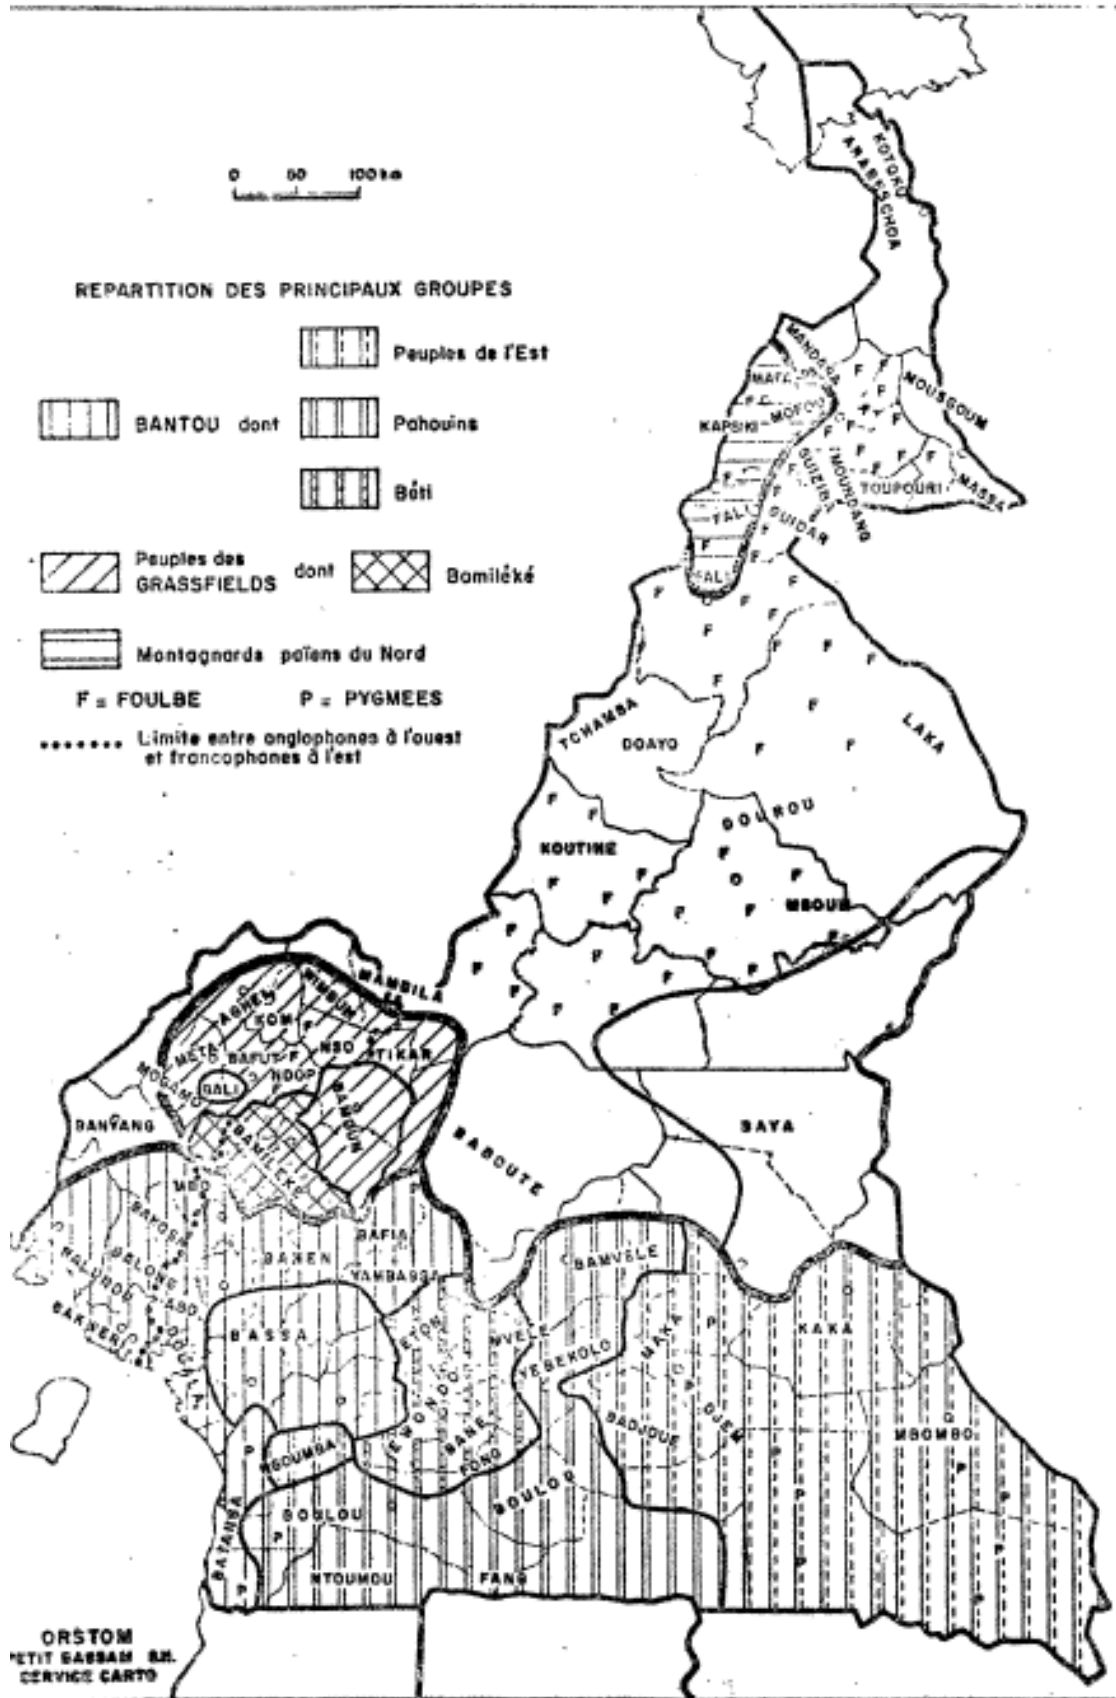 0 50 100km
REPARTITION DES PRINCIPAUX GROUPES
Peuples de l'Est
BANTOU dont
Pahouins
Béti
Peuples des
GRASSFIELDS dont
Bamiléké
Montagnards païens du Nord
F = FOULBE
P = PYGMEES
Limite entre anglophones à l'ouest
et francophones à l'est
KOTOKO
ARABES CHOA
MANDARA
MATA
MOFOU
KAPSIKI
MOUSGOUM
MASSA
TOUPOURI
GUIZIGA
MOUNDANG
GUIDAR
FALI
FALI
LAKA
TCHAMBA
DOAYO
DOUROU
KOUTINE
MBOUM
MAMBILA
WIMBUM
AGHEM
KOM
NSO
TIKAR
META
BAFUT
NDOP
MOGAMO
BALI
BAMOUN
BANYANG
BAMILEKE
BABOUTE
BAYA
MBO
BAKOSSI
BALONG
BALUNDU
BAKWERI
ABO
DOUALA
BAFIA
BANEN
YAMBASSA
BAMVELE
BASSA
ETON
MVELE
YEBEKOLO
MAKA
KAKA
EWONDO
BANE
FONG
BADJOUE
DJEM
MBOMBO
NGOUMBA
BATANGA
BOULOU
BOULOU
NTOUMOU
FANG
ORSTOM
PETIT BASSAM S.H.
SERVICE CARTO